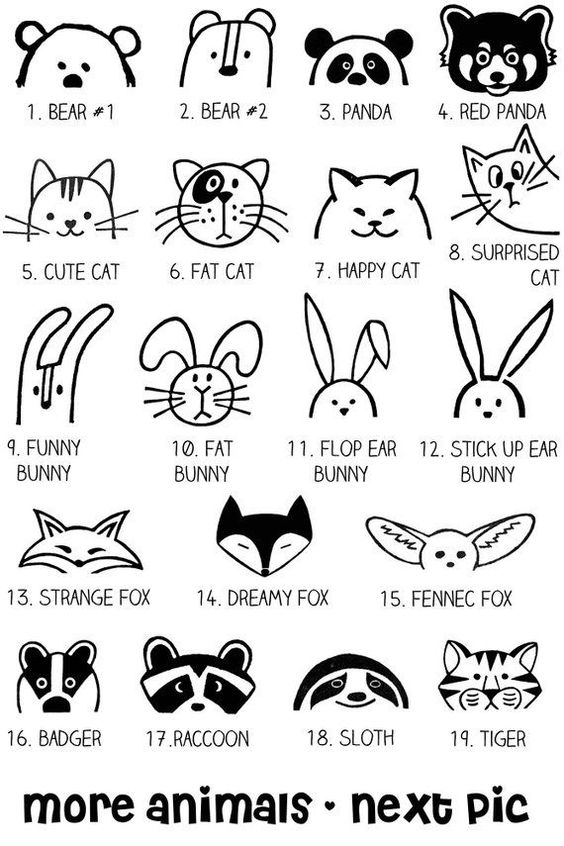 1. BEAR #1
2. BEAR #2
3. PANDA
4. RED PANDA
5. CUTE CAT
6. FAT CAT
7. HAPPY CAT
8. SURPRISED
CAT
9. FUNNY
BUNNY
10. FAT
BUNNY
11. FLOP EAR
BUNNY
12. STICK UP EAR
BUNNY
13. STRANGE FOX
14. DREAMY FOX
15. FENNEC FOX
16. BADGER
17.RACCOON
18. SLOTH
19. TIGER
more animals • next pic